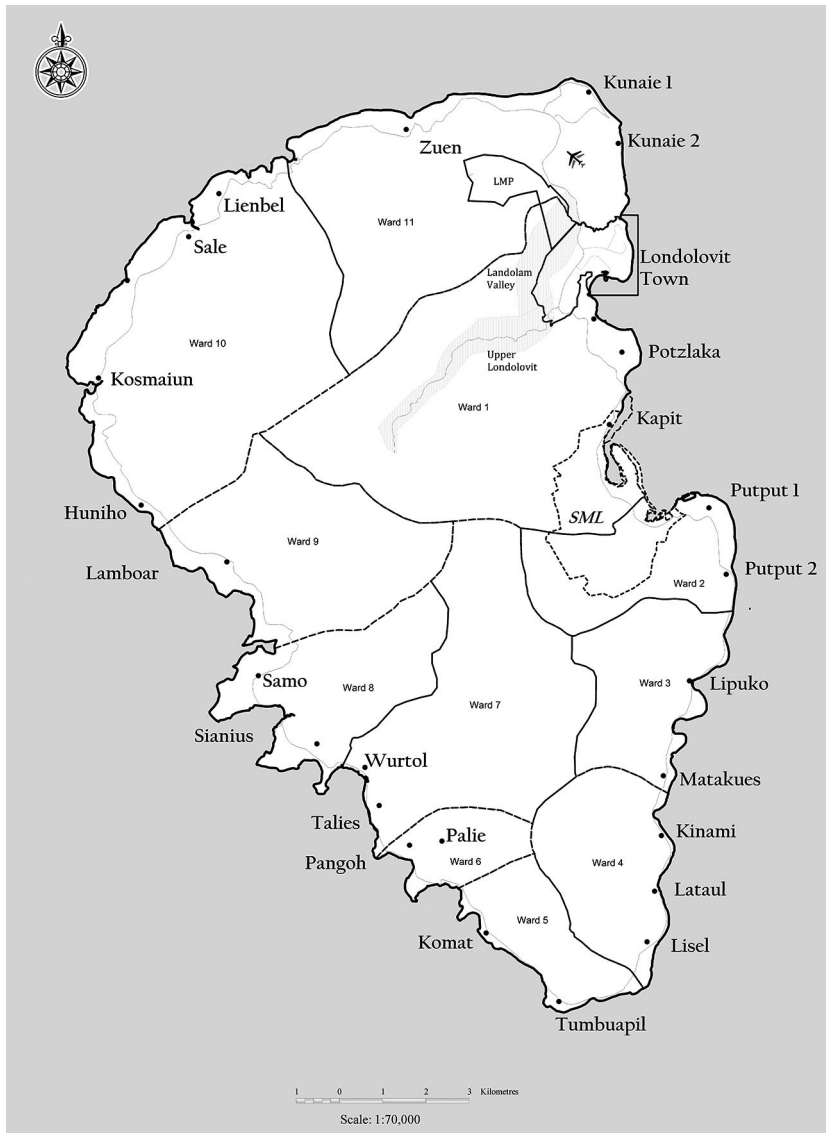 Kunaie 1
Kunaie 2
Zuen
LMP
Lienbel
Ward 11
Sale
Londolovit
Town
Landolam
Valley
Ward 10
Upper
Londolovit
Potzlaka
Kosmaiun
Ward 1
Kapit
Putput 1
Huniho
SML
Ward 9
Lamboar
Ward 2
Putput 2
Samo
Ward 8
Ward 3
Lipuko
Ward 7
Sianius
Wurtol
Matakues
Talies
Palie
Kinami
Pangoh
Ward 6
Ward 4
Lataul
Ward 5
Komat
Lisel
Tumbuapil
1 0 1 2 3 Kilometres
Scale: 1:70,000